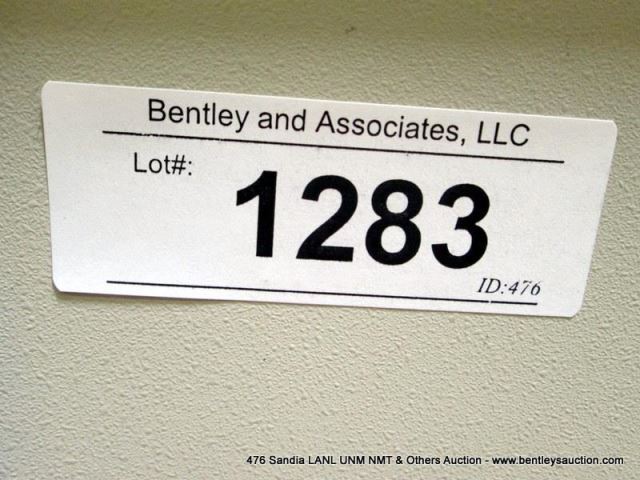 Bentley and Associates, LLC
Lot#:
1283
ID:476
476 Sandia LANL UNM NMT & Others Auction - www.bentleysauction.com